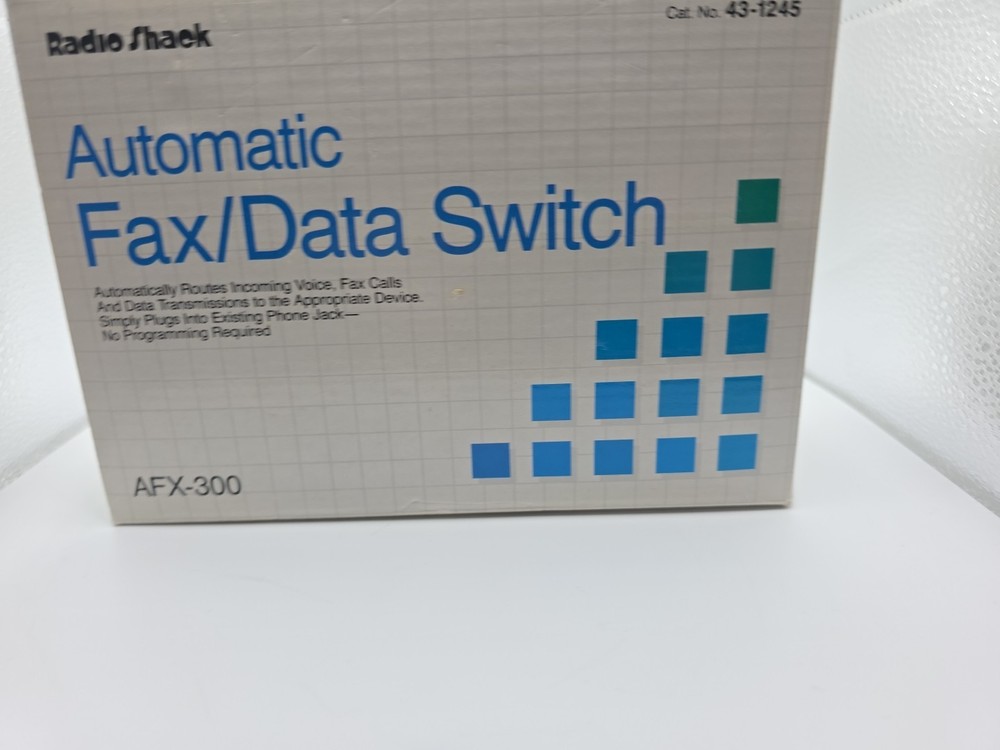 Radio Shack
Cat. No. 43-1245
Automatic
Fax/Data Switch
Automatically Routes Incoming Voice, Fax Calls
And Data Transmissions to the Appropriate Device.
Simply Plugs Into Existing Phone Jack—
No Programming Required
AFX-300